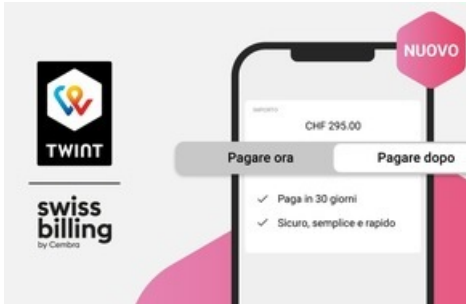 NUOVO
TWINT
swiss
billing
by Cembra
IMPORTO
CHF 295.00
Pagare ora
Pagare dopo
Paga in 30 giorni
Sicuro, semplice e rapido